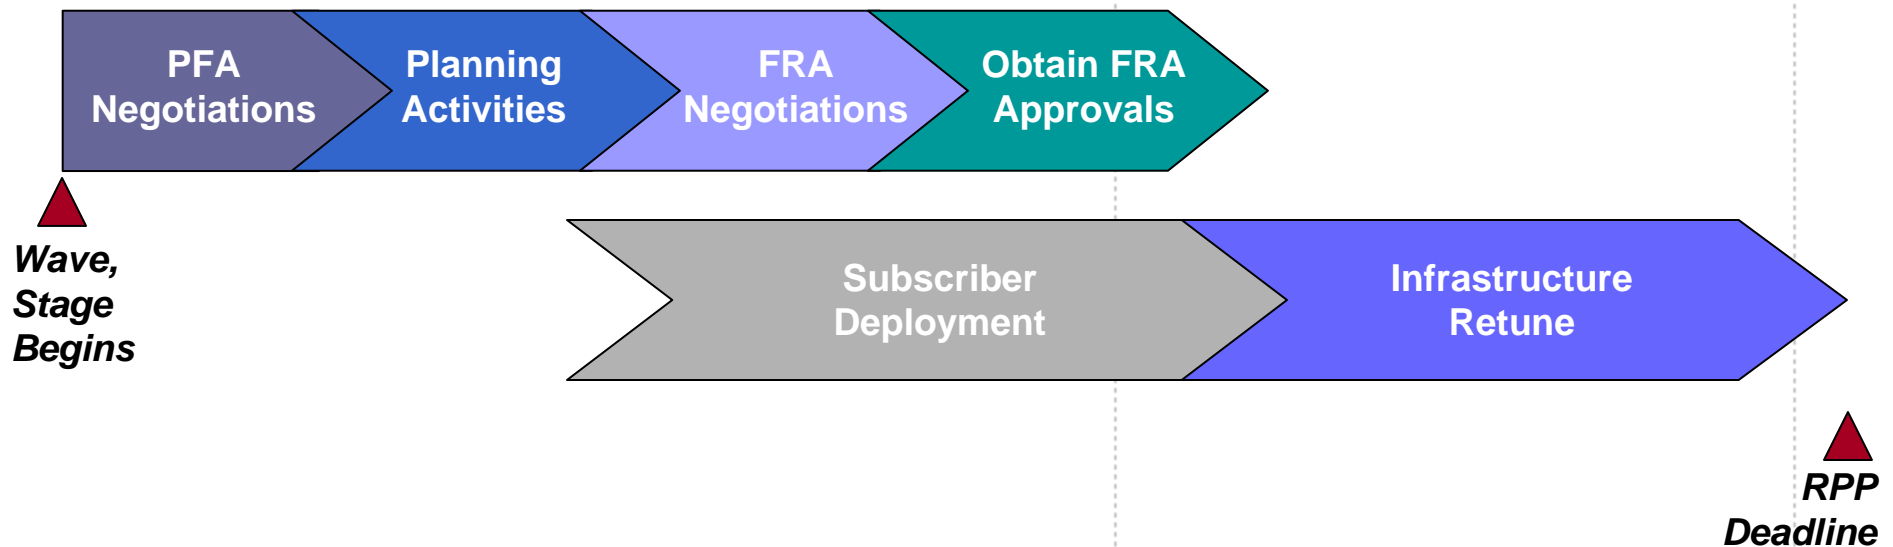 PFA
Negotiations
Planning
Activities
FRA
Negotiations
Obtain FRA
Approvals
Wave,
Stage
Begins
Subscriber
Deployment
Infrastructure
Retune
RPP
Deadline